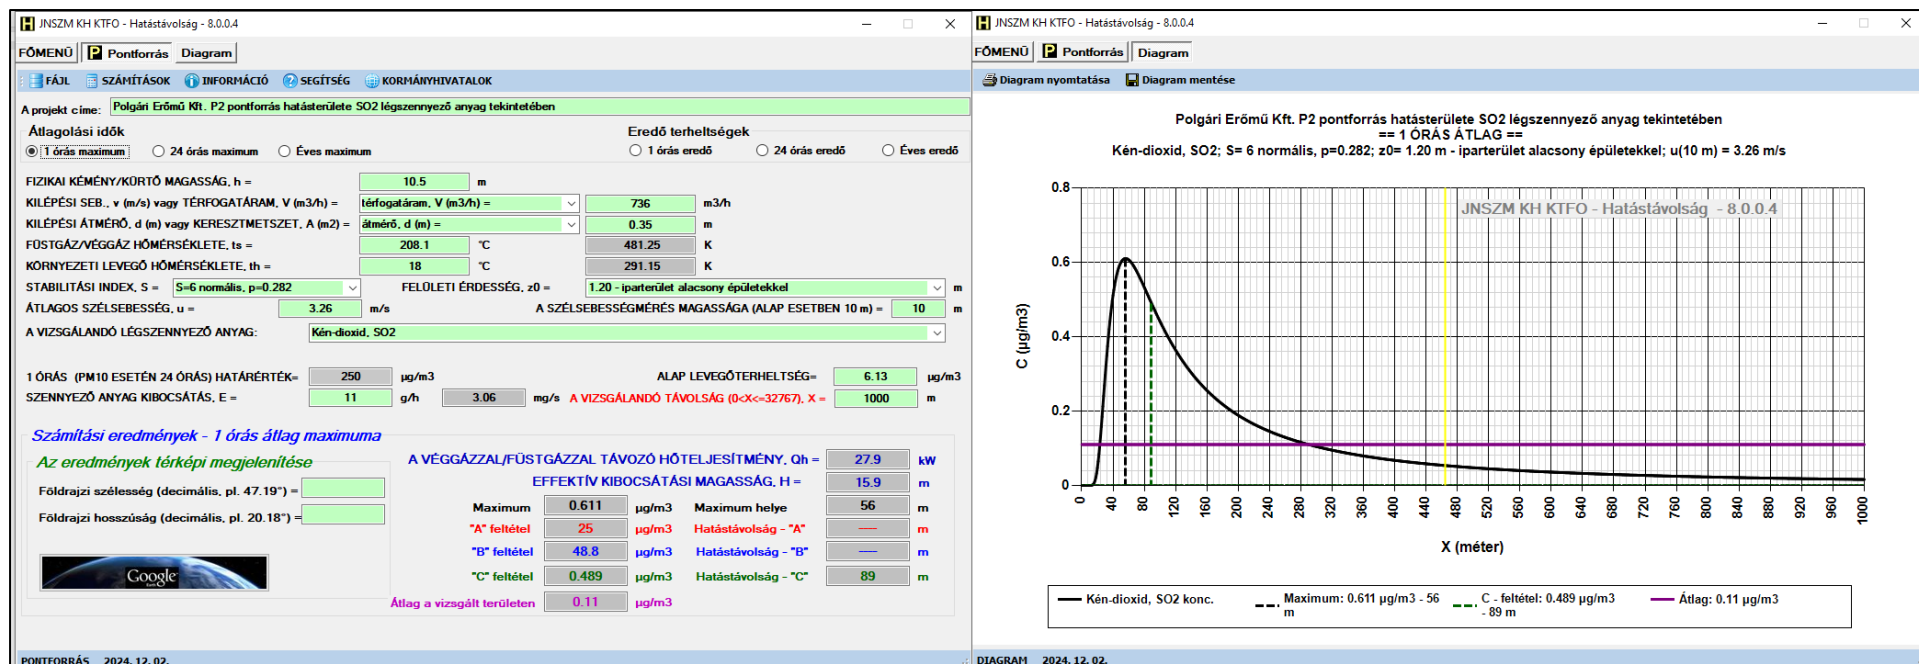 JNSZM KH KTFO - Hatástávolság - 8.0.0.4
FŐMENÜ Pontforrás Diagram
FÁJL SZÁMÍTÁSOK INFORMÁCIÓ SEGÍTSÉG KORMÁNYHIVATALOK
A projekt címe: Polgári Erőmű Kft. P2 pontforrás hatásterülete SO2 légszennyező anyag tekintetében
Átlagolási idők Eredő terheltségek
1 órás maximum 24 órás maximum Éves maximum 1 órás eredő 24 órás eredő Éves eredő
FIZIKAI KÉMÉNY/KÜRTŐ MAGASSÁG, h = 10.5 m
KILÉPÉSI SEB., v (m/s) vagy TÉRFOGATÁRAM, V (m3/h) = térfogatáram, V (m3/h) = 736 m3/h
KILÉPÉSI ÁTMÉRŐ, d (m) vagy KERESZTMETSZET, A (m2) = átmérő, d (m) = 0.35 m
FÜSTGÁZ/VÉGGÁZ HŐMÉRSÉKLETE, ts = 208.1 °C 481.25 K
KÖRNYEZETI LEVEGŐ HŐMÉRSÉKLETE, th = 18 °C 291.15 K
STABILITÁSI INDEX, S = S=6 normális, p=0.282 FELÜLETI ÉRDESSÉG, z0 = 1.20 - iparterület alacsony épületekkel m
ÁTLAGOS SZÉLSEBESSÉG, u = 3.26 m/s A SZÉLSEBESSÉGMÉRÉS MAGASSÁGA (ALAP ESETBEN 10 m) = 10 m
A VIZSGÁLANDÓ LÉGSZENNYEZŐ ANYAG: Kén-dioxid, SO2
1 ÓRÁS (PM10 ESETÉN 24 ÓRÁS) HATÁRÉRTÉK= 250 µg/m3 ALAP LEVEGŐTERHELTSÉG= 6.13 µg/m3
SZENNYEZŐ ANYAG KIBOCSÁTÁS, E = 11 g/h 3.06 mg/s A VIZSGÁLANDÓ TÁVOLSÁG (0<X<=32767), X = 1000 m
Számítási eredmények - 1 órás átlag maximuma
Az eredmények térképi megjelenítése
Földrajzi szélesség (decimális, pl. 47.19°) =
Földrajzi hosszúság (decimális, pl. 20.18°) =
Google
A VÉGGÁZZAL/FÜSTGÁZZAL TÁVOZÓ HŐTELJESÍTMÉNY, Qh = 27.9 kW
EFFEKTÍV KIBOCSÁTÁSI MAGASSÁG, H = 15.9 m
Maximum 0.611 µg/m3 Maximum helye 56 m
"A" feltétel 25 µg/m3 Hatástávolság - "A" ---- m
"B" feltétel 48.8 µg/m3 Hatástávolság - "B" ---- m
"C" feltétel 0.489 µg/m3 Hatástávolság - "C" 89 m
Átlag a vizsgált területen 0.11 µg/m3
PONTFORRÁS 2024. 12. 02.
JNSZM KH KTFO - Hatástávolság - 8.0.0.4
FŐMENÜ Pontforrás Diagram
Diagram nyomtatása Diagram mentése
Polgári Erőmű Kft. P2 pontforrás hatásterülete SO2 légszennyező anyag tekintetében
== 1 ÓRÁS ÁTLAG ==
Kén-dioxid, SO2; S= 6 normális, p=0.282; z0= 1.20 m - iparterület alacsony épületekkel; u(10 m) = 3.26 m/s
JNSZM KH KTFO - Hatástávolság - 8.0.0.4
C (µg/m3)
0.8
0.6
0.4
0.2
0
0 40 80 120 160 200 240 280 320 360 400 440 480 520 560 600 640 680 720 760 800 840 880 920 960 1000
X (méter)
Kén-dioxid, SO2 konc. Maximum: 0.611 µg/m3 - 56 m C - feltétel: 0.489 µg/m3 - 89 m Átlag: 0.11 µg/m3
DIAGRAM 2024. 12. 02.